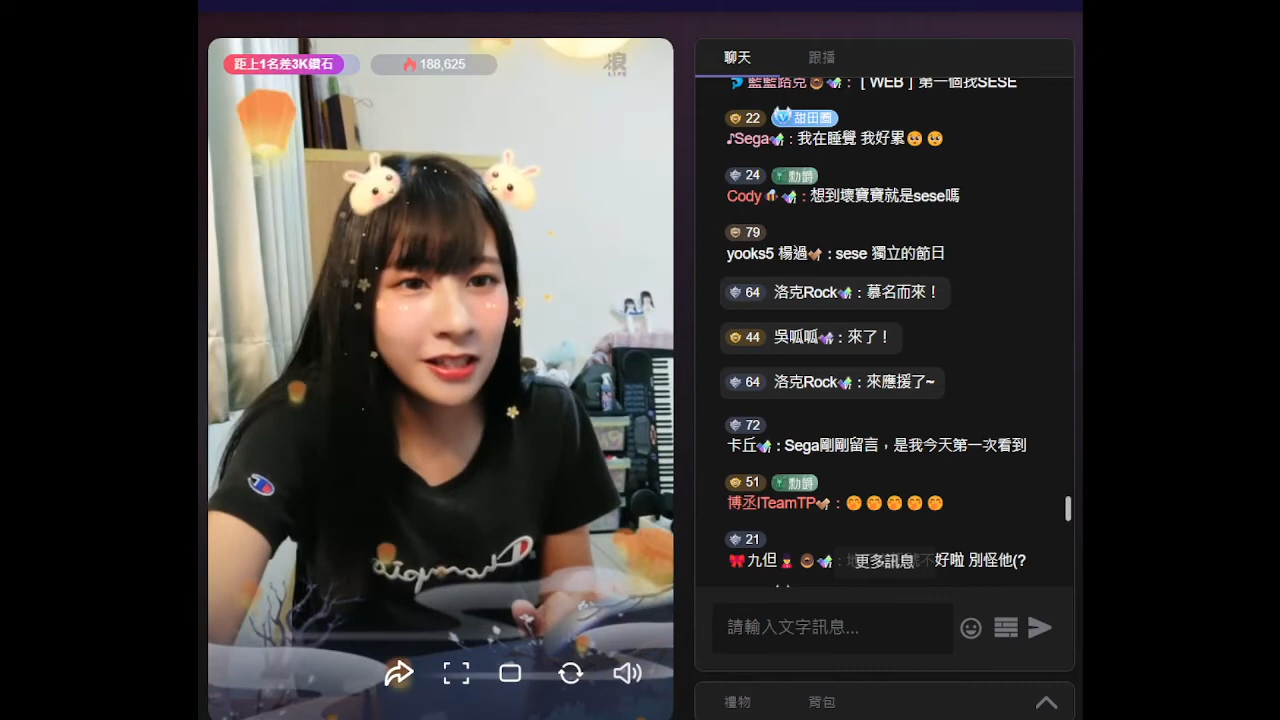 距上1名差3K鑽石
188,625
浪
LIVE
Champion
聊天
跟播
藍藍路克：[ WEB ] 第一個找SESE
22 甜田圈
♪Sega：我在睡覺 我好累
24 勳爵
Cody：想到壞寶寶就是sese嗎
79
yooks5 楊過：sese 獨立的節日
64 洛克Rock：慕名而來！
44 吳呱呱：來了！
64 洛克Rock：來應援了~
72
卡丘：Sega剛剛留言，是我今天第一次看到
51 勳爵
博丞ITeamTP：
21
九但：好啦 別怪他(?
更多訊息
請輸入文字訊息...
禮物
背包